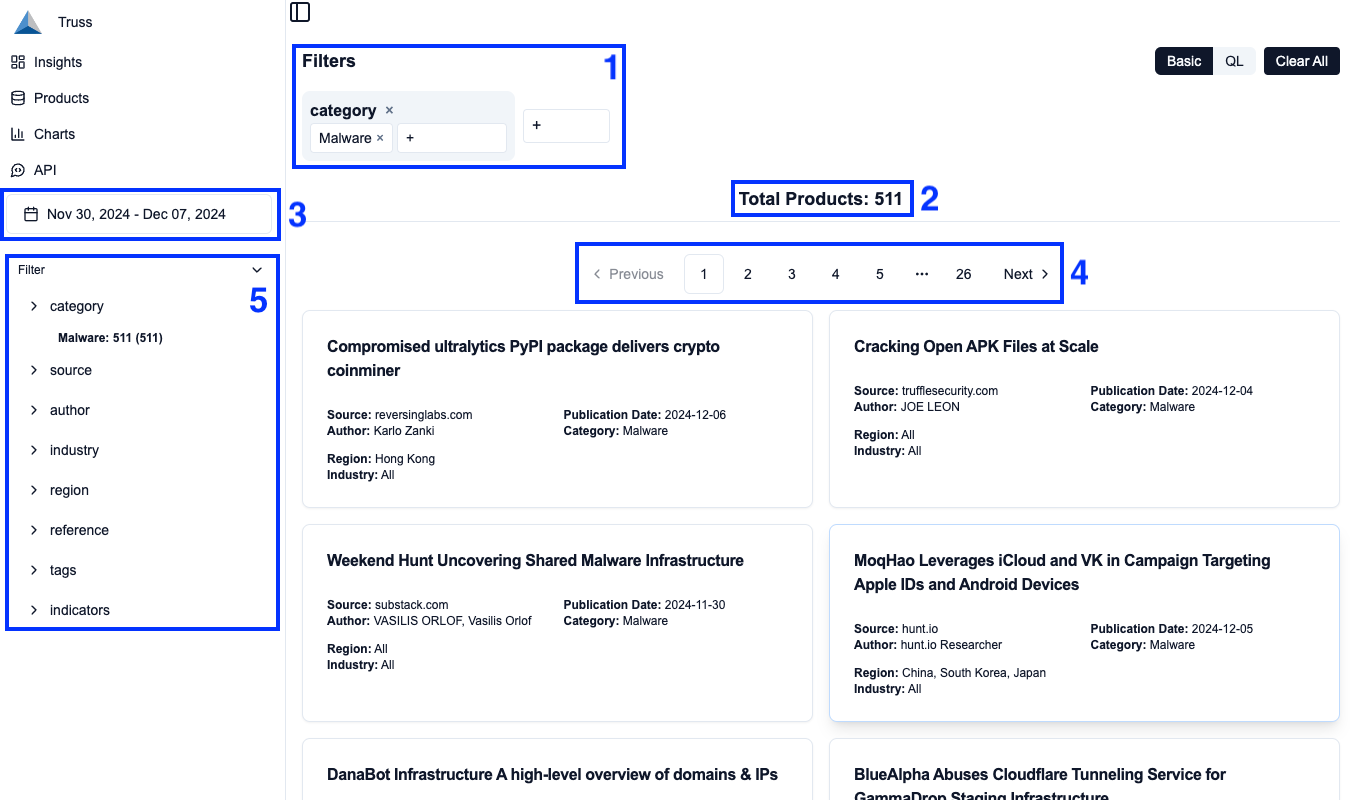 Truss
Insights
Products
Charts
API
Nov 30, 2024 - Dec 07, 2024
3
Filter
5
category
Malware: 511 (511)
source
author
industry
region
reference
tags
indicators
Filters
1
category ×
Malware × +
+
Basic QL Clear All
Total Products: 511
2
Previous 1 2 3 4 5 ··· 26 Next
4
Compromised ultralytics PyPI package delivers crypto
coinminer
Source: reversinglabs.com
Author: Karlo Zanki
Publication Date: 2024-12-06
Category: Malware
Region: Hong Kong
Industry: All
Cracking Open APK Files at Scale
Source: trufflesecurity.com
Author: JOE LEON
Publication Date: 2024-12-04
Category: Malware
Region: All
Industry: All
Weekend Hunt Uncovering Shared Malware Infrastructure
Source: substack.com
Author: VASILIS ORLOF, Vasilis Orlof
Publication Date: 2024-11-30
Category: Malware
Region: All
Industry: All
MoqHao Leverages iCloud and VK in Campaign Targeting
Apple IDs and Android Devices
Source: hunt.io
Author: hunt.io Researcher
Publication Date: 2024-12-05
Category: Malware
Region: China, South Korea, Japan
Industry: All
DanaBot Infrastructure A high-level overview of domains & IPs
BlueAlpha Abuses Cloudflare Tunneling Service for
GammaDrop Staging Infrastructure